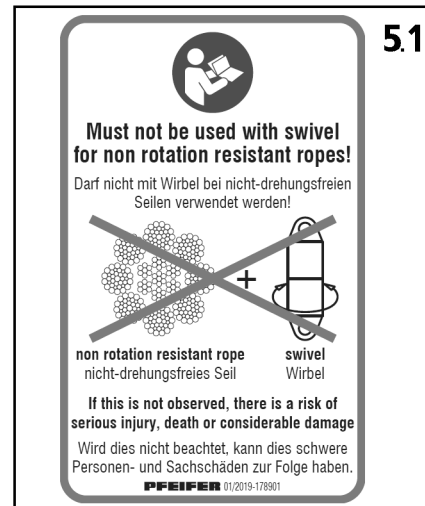 5.1
Must not be used with swivel
for non rotation resistant ropes!
Darf nicht mit Wirbel bei nicht-drehungsfreien
Seilen verwendet werden!
+
non rotation resistant rope
nicht-drehungsfreies Seil
swivel
Wirbel
If this is not observed, there is a risk of
serious injury, death or considerable damage
Wird dies nicht beachtet, kann dies schwere
Personen- und Sachschäden zur Folge haben.
PFEIFER 01/2019-178901